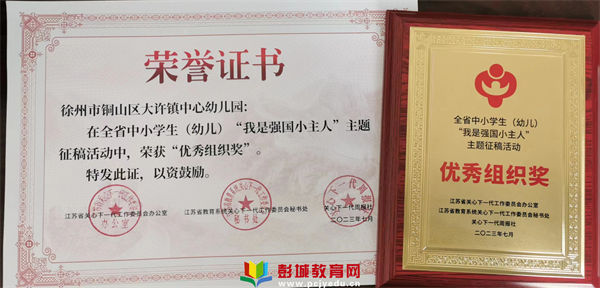 荣誉证书
徐州市铜山区大许镇中心幼儿园:
在全省中小学生（幼儿）“我是强国小主人”主题
征稿活动中，荣获“优秀组织奖”。
特发此证，以资鼓励。
江苏省关心下一代工作委员会办公室
江苏省教育系统关心下一代工作委员会秘书处
关心下一代周报社
二〇二三年七月
办公室
秘书处
全省中小学生（幼儿）
“我是强国小主人”
主题征稿活动
优秀组织奖
江苏省关心下一代工作委员会办公室
江苏省教育系统关心下一代工作委员会秘书处
关心下一代周报社
二〇二三年七月
彭城教育网
www.pcjyedu.cn